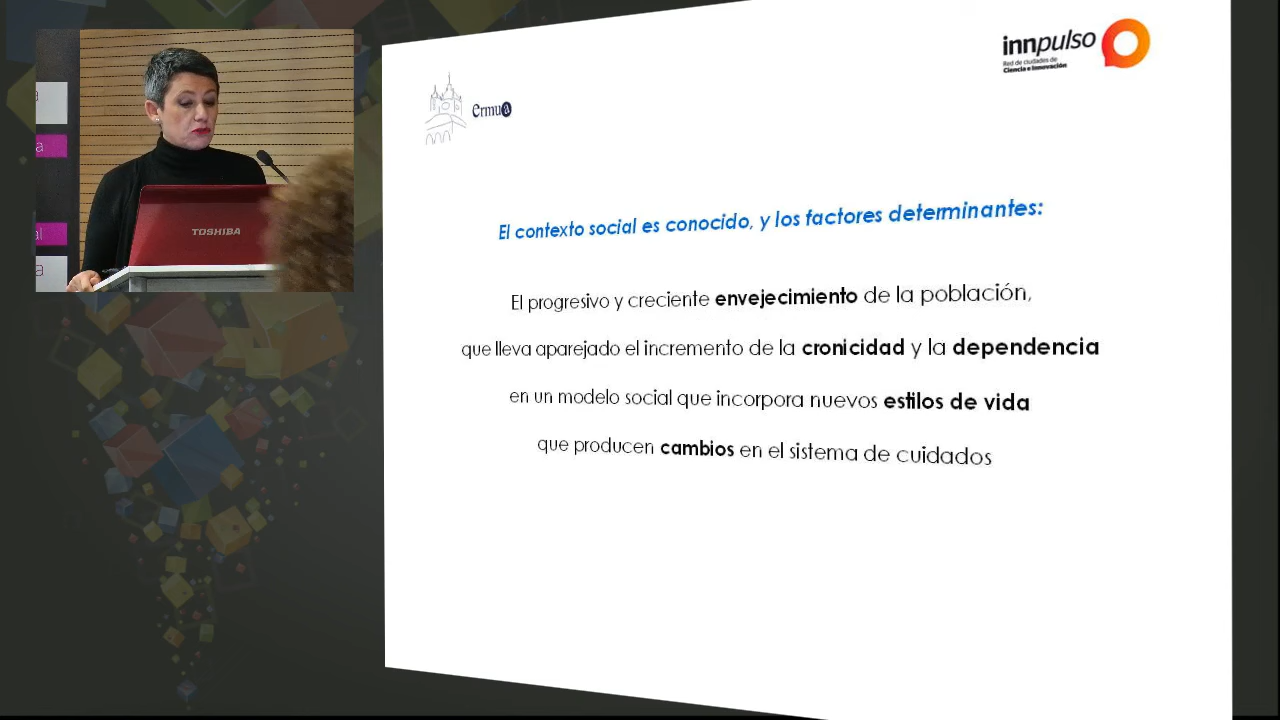 a
a
al
a
TOSHIBA
ermua
innpulso
Red de ciudades de
Ciencia e Innovación
El contexto social es conocido, y los factores determinantes:
El progresivo y creciente envejecimiento de la población,
que lleva aparejado el incremento de la cronicidad y la dependencia
en un modelo social que incorpora nuevos estilos de vida
que producen cambios en el sistema de cuidados